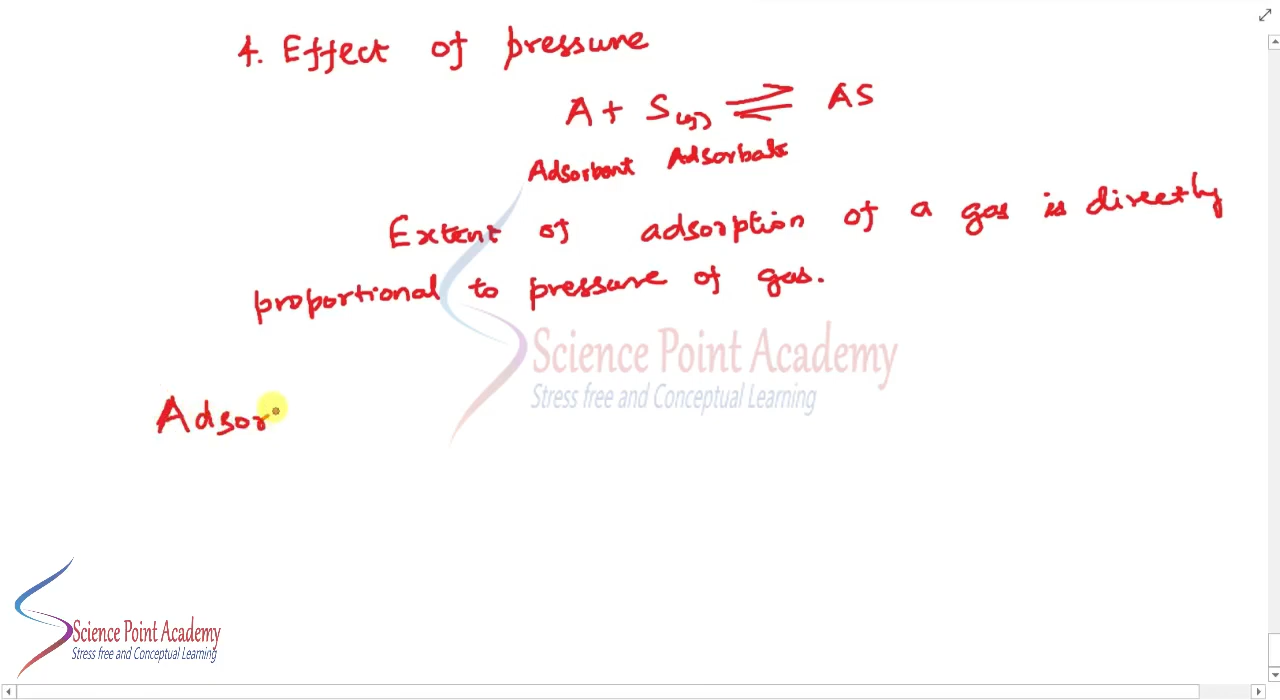 4. Effect of pressure
A + S(g) ⇌ AS
Adsorbent Adsorbate
Extent of adsorption of a gas is directly
proportional to pressure of gas.
Science Point Academy
Stress free and Conceptual Learning
Adsor
Science Point Academy
Stress free and Conceptual Learning